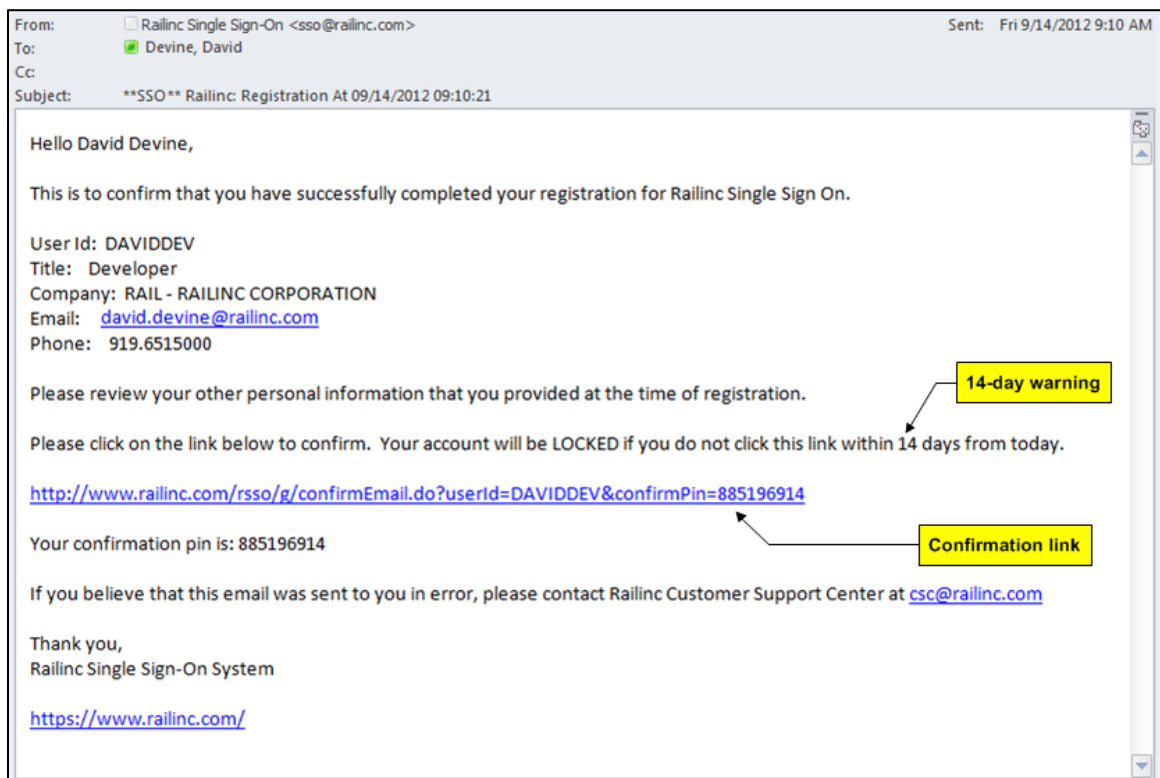 From: Railinc Single Sign-On <sso@railinc.com> Sent: Fri 9/14/2012 9:10 AM
To: Devine, David
Cc:
Subject: **SSO** Railinc: Registration At 09/14/2012 09:10:21
Hello David Devine,
This is to confirm that you have successfully completed your registration for Railinc Single Sign On.
User Id: DAVIDDEV
Title: Developer
Company: RAIL - RAILINC CORPORATION
Email: david.devine@railinc.com
Phone: 919.6515000
14-day warning
Please review your other personal information that you provided at the time of registration.
Please click on the link below to confirm. Your account will be LOCKED if you do not click this link within 14 days from today.
http://www.railinc.com/rsso/g/confirmEmail.do?userId=DAVIDDEV&confirmPin=885196914
Your confirmation pin is: 885196914
Confirmation link
If you believe that this email was sent to you in error, please contact Railinc Customer Support Center at csc@railinc.com
Thank you,
Railinc Single Sign-On System
https://www.railinc.com/